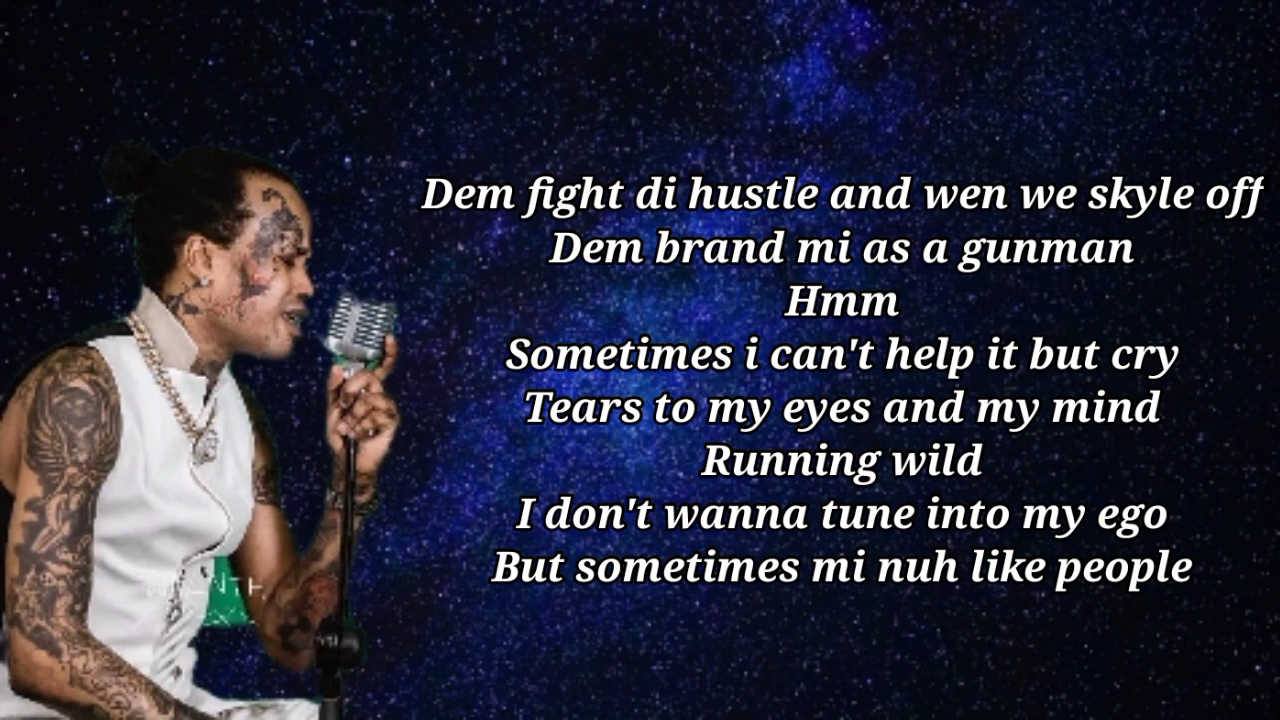 Dem fight di hustle and wen we skyle off
Dem brand mi as a gunman
Hmm
Sometimes i can't help it but cry
Tears to my eyes and my mind
Running wild
I don't wanna tune into my ego
But sometimes mi nuh like people